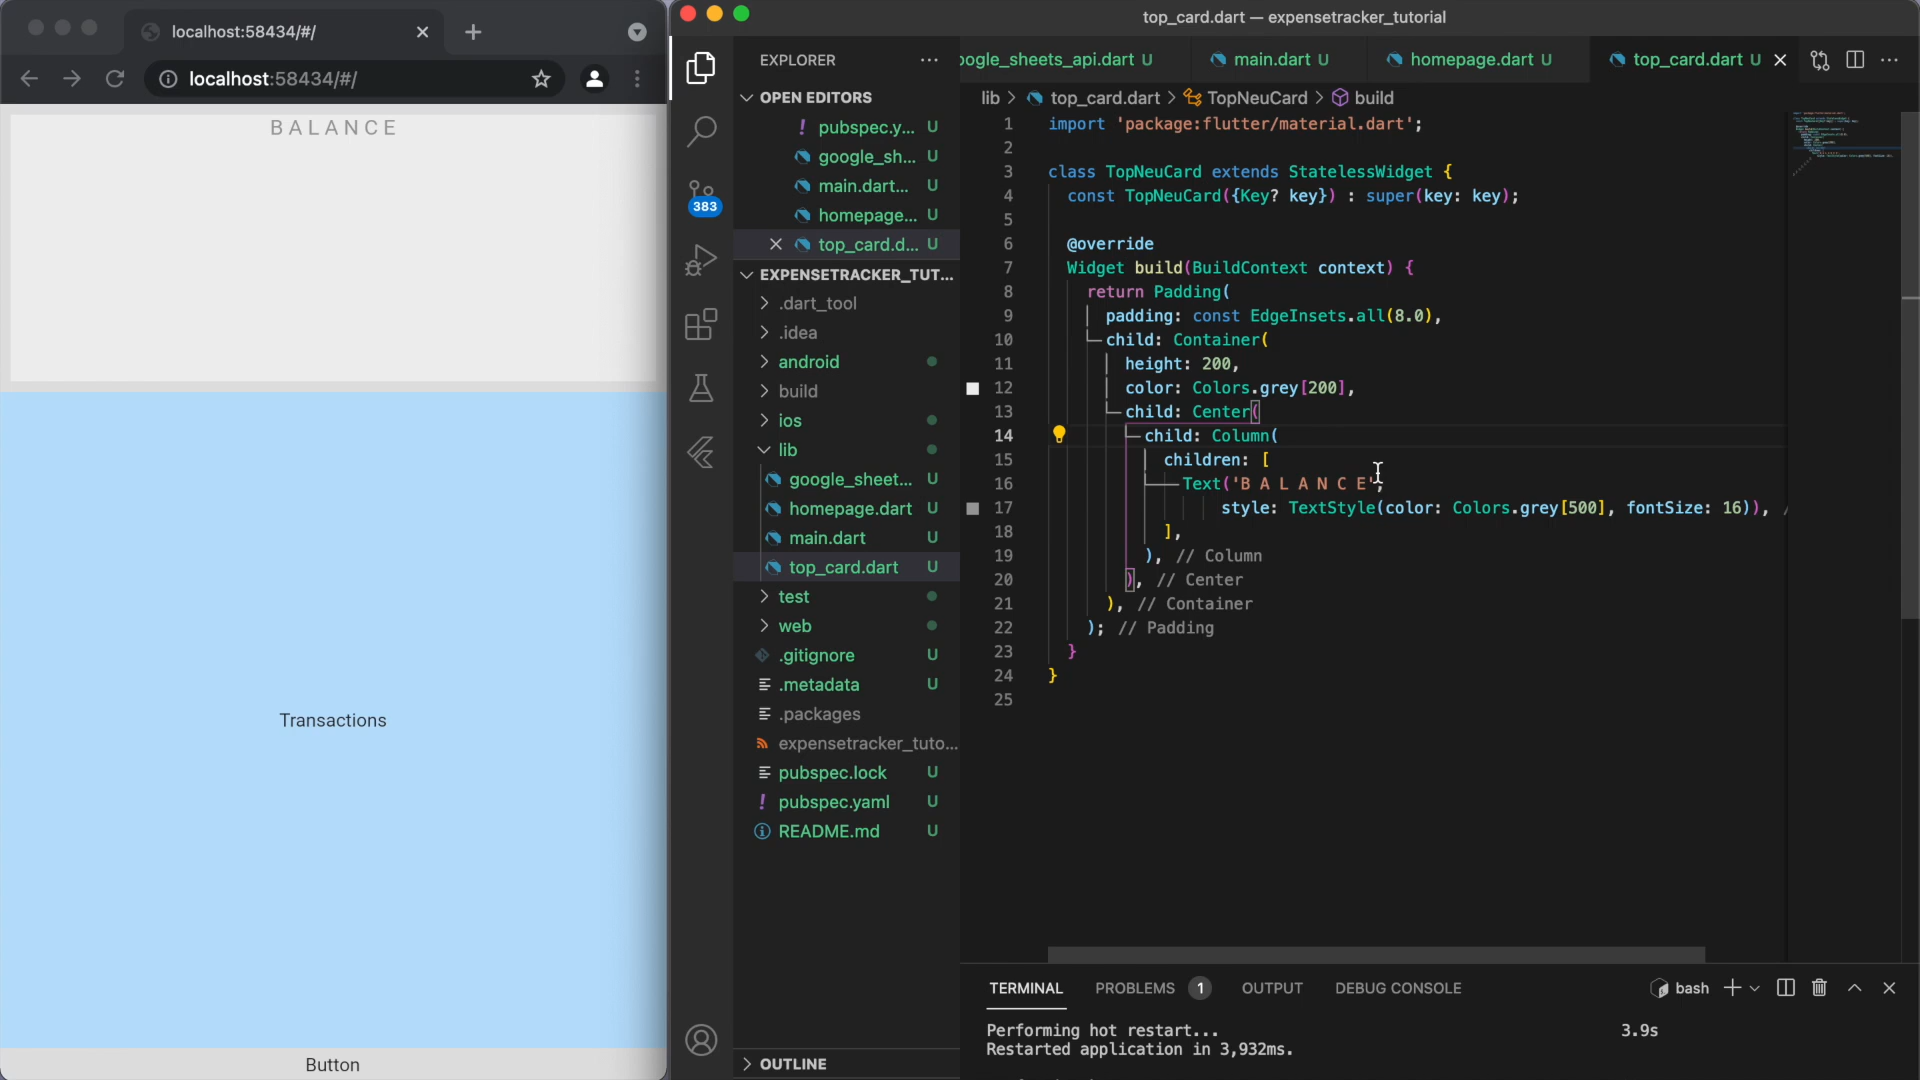 localhost:58434/#/
localhost:58434/#/
BALANCE
Transactions
Button
top_card.dart — expensetracker_tutorial
EXPLORER
oogle_sheets_api.dart U
main.dart U
homepage.dart U
top_card.dart U
OPEN EDITORS
pubspec.y... U
google_sh... U
main.dart... U
homepage... U
top_card.d... U
383
EXPENSETRACKER_TUT...
.dart_tool
.idea
android
build
ios
lib
google_sheet... U
homepage.dart U
main.dart U
top_card.dart U
test
web
.gitignore U
.metadata U
.packages
expensetracker_tuto...
pubspec.lock U
pubspec.yaml U
README.md U
OUTLINE
lib > top_card.dart > TopNeuCard > build
1 import 'package:flutter/material.dart';
2
3 class TopNeuCard extends StatelessWidget {
4 const TopNeuCard({Key? key}) : super(key: key);
5
6 @override
7 Widget build(BuildContext context) {
8 return Padding(
9 padding: const EdgeInsets.all(8.0),
10 child: Container(
11 height: 200,
12 color: Colors.grey[200],
13 child: Center(
14 child: Column(
15 children: [
16 Text('B A L A N C E',
17 style: TextStyle(color: Colors.grey[500], fontSize: 16)), /
18 ],
19 ), // Column
20 ), // Center
21 ), // Container
22 ); // Padding
23 }
24 }
25
TERMINAL PROBLEMS 1 OUTPUT DEBUG CONSOLE bash
Performing hot restart... 3.9s
Restarted application in 3,932ms.